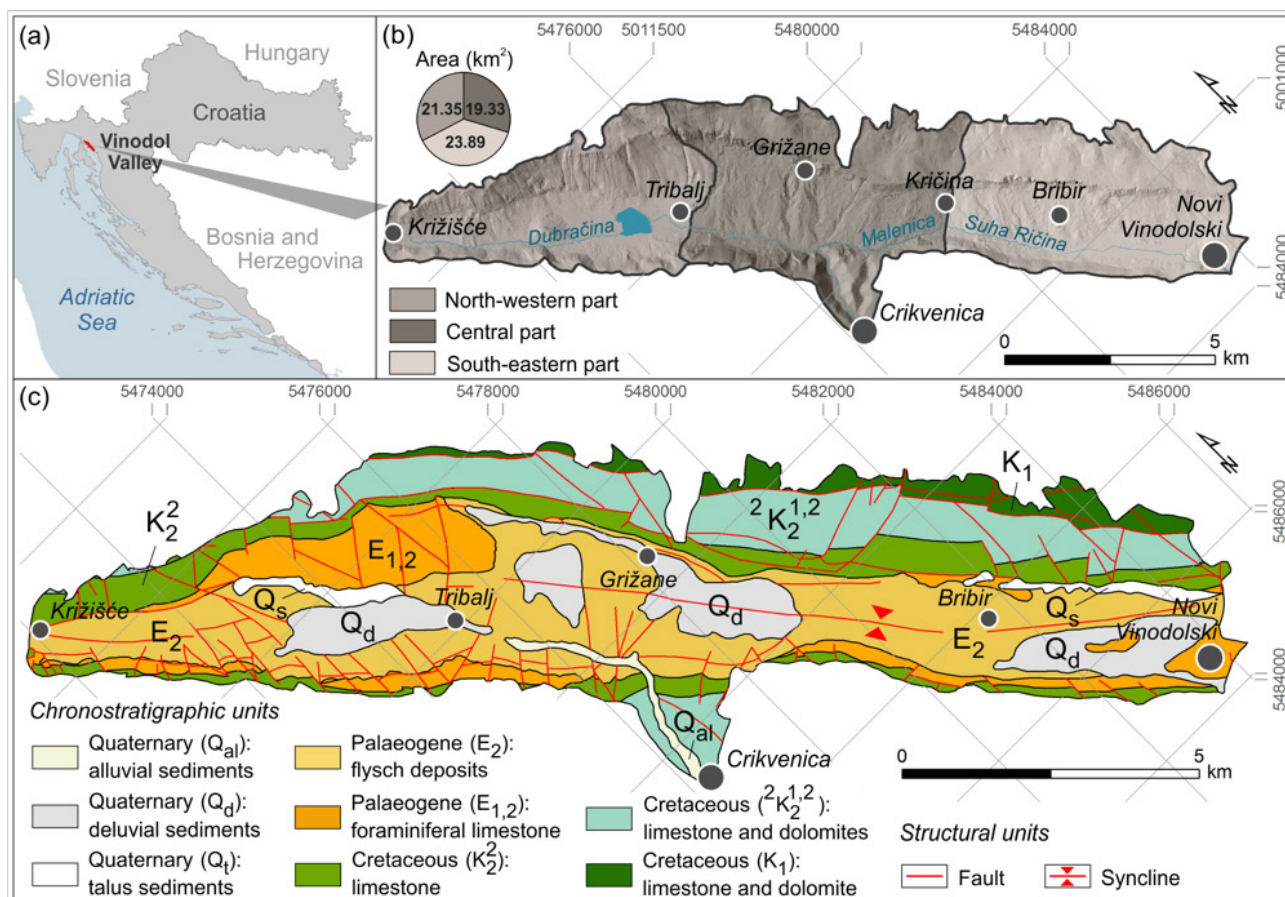 (a)
Hungary
Slovenia
Croatia
Vinodol
Valley
Bosnia and
Herzegovina
Adriatic
Sea
(b)
5476000
5011500
5480000
5484000
5001000
5484000
N
Area (km²)
21.35
19.33
23.89
Grižane
Tribalj
Kričina
Bribir
Novi
Vinodolski
Križišće
Dubračina
Malenica
Suha Ričina
Crikvenica
North-western part
Central part
South-eastern part
0
5
km
(c)
5474000
5476000
5478000
5480000
5482000
5484000
5486000
5486000
5484000
N
K₁
²K₂¹,²
K₂²
E₁,₂
Grižane
Križišće
Qₛ
Tribalj
Q_d
Q_d
Bribir
Qₛ
Novi
Vinodolski
E₂
E₂
Q_d
Q_al
Crikvenica
0
5
km
Chronostratigraphic units
Quaternary (Q_al):
alluvial sediments
Quaternary (Q_d):
deluvial sediments
Quaternary (Qₜ):
talus sediments
Palaeogene (E₂):
flysch deposits
Palaeogene (E₁,₂):
foraminiferal limestone
Cretaceous (K₂²):
limestone
Cretaceous (²K₂¹,²):
limestone and dolomites
Cretaceous (K₁):
limestone and dolomite
Structural units
Fault
Syncline